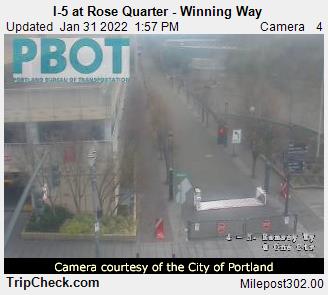 I-5 at Rose Quarter - Winning Way
Updated Jan 31 2022 1:57 PM Camera 4
PBOT
PORTLAND BUREAU OF TRANSPORTATION
Camera courtesy of the City of Portland
TripCheck.com Milepost302.00